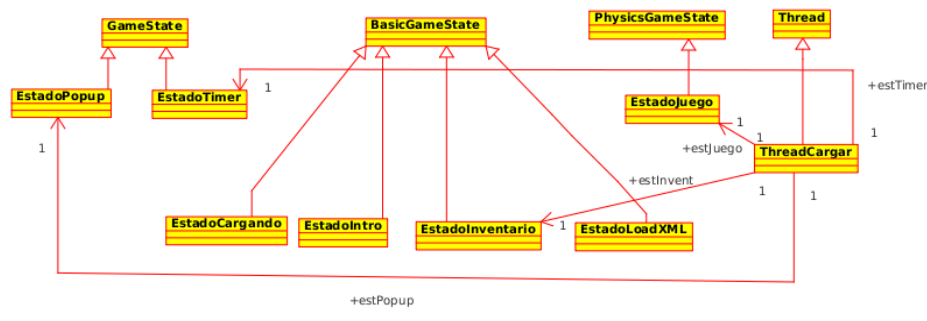 GameState
BasicGameState
PhysicsGameState
Thread
EstadoPopup
EstadoTimer
1
+estTimer
EstadoJuego
1
1
1
1
+estJuego
ThreadCargar
+estInvent
1
1
EstadoCargando
EstadoIntro
EstadoInventario
1
EstadoLoadXML
+estPopup